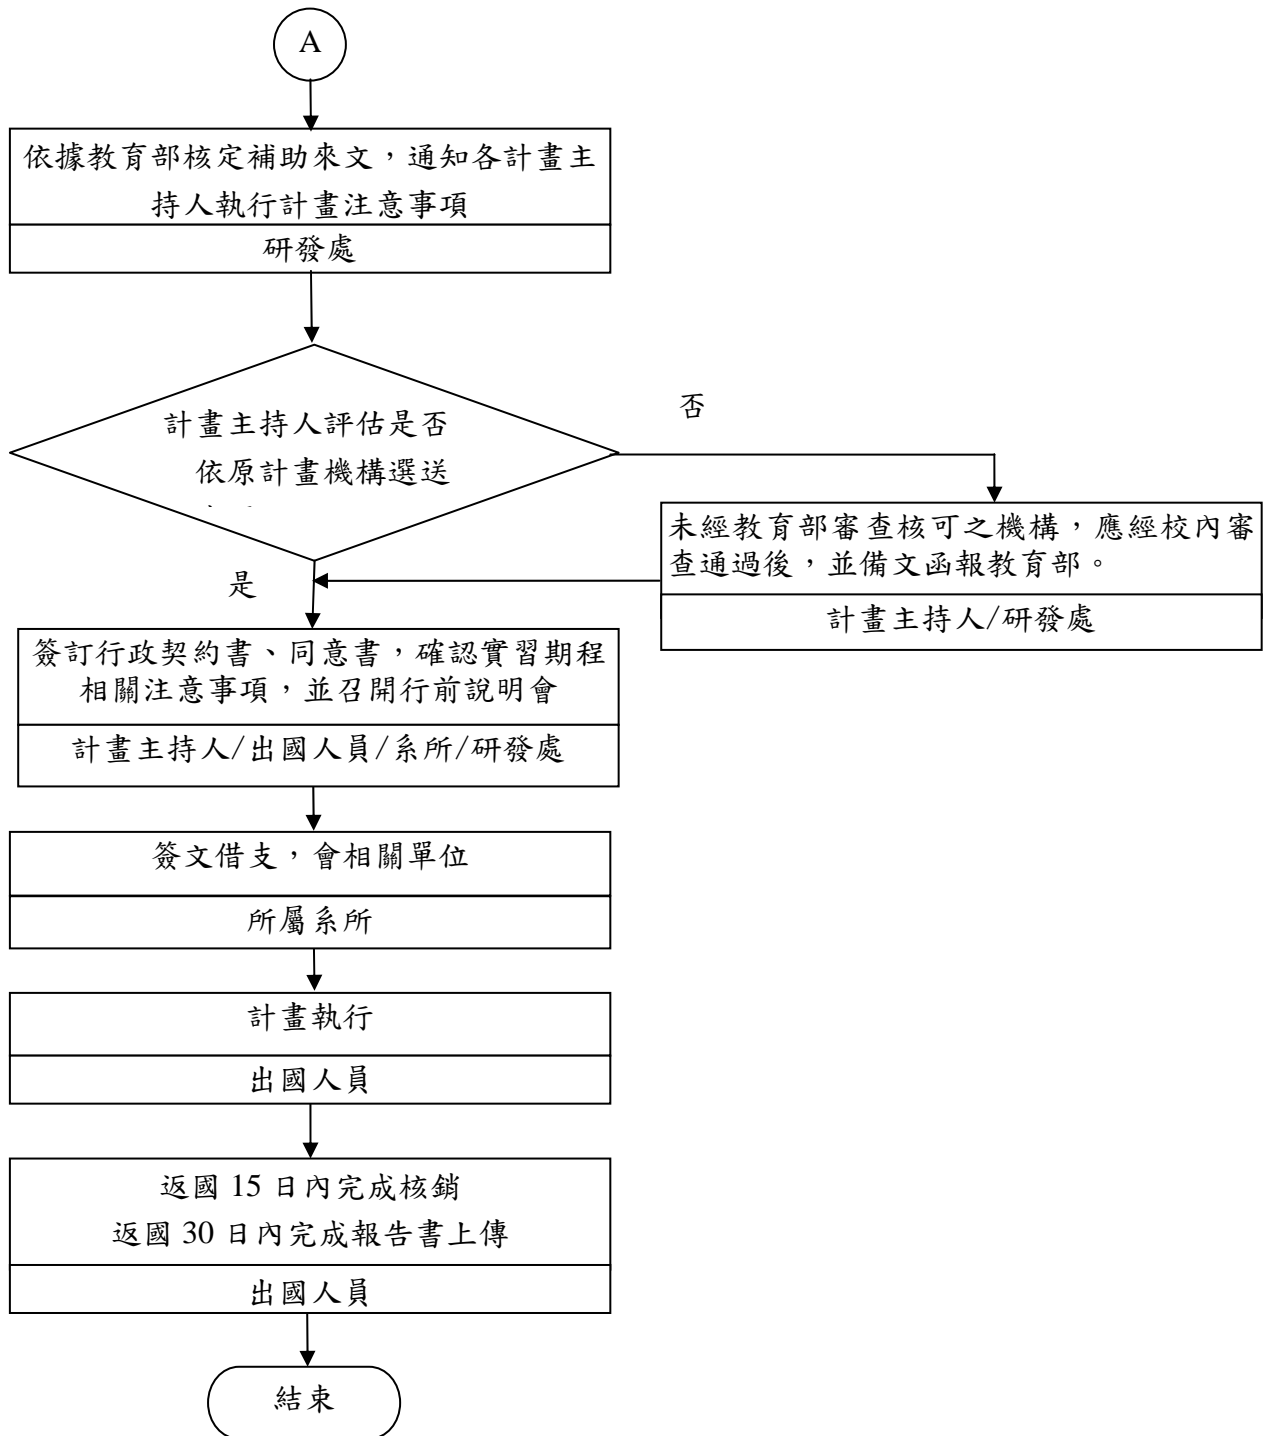 A
依據教育部核定補助來文，通知各計畫主
持人執行計畫注意事項
研發處
計畫主持人評估是否
依原計畫機構選送
否
未經教育部審查核可之機構，應經校內審
查通過後，並備文函報教育部。
計畫主持人/研發處
是
簽訂行政契約書、同意書，確認實習期程
相關注意事項，並召開行前說明會
計畫主持人/出國人員/系所/研發處
簽文借支，會相關單位
所屬系所
計畫執行
出國人員
返國 15 日內完成核銷
返國 30 日內完成報告書上傳
出國人員
結束